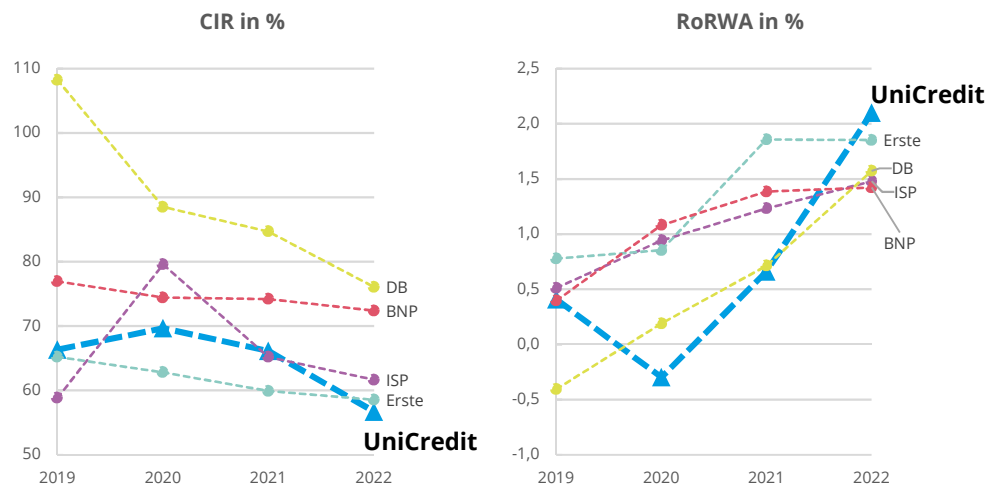 CIR in %
110
100
90
80
70
60
50
2019
2020
2021
2022
DB
BNP
ISP
Erste
UniCredit
RoRWA in %
2,5
2,0
1,5
1,0
0,5
0,0
-0,5
-1,0
2019
2020
2021
2022
UniCredit
Erste
DB
ISP
BNP